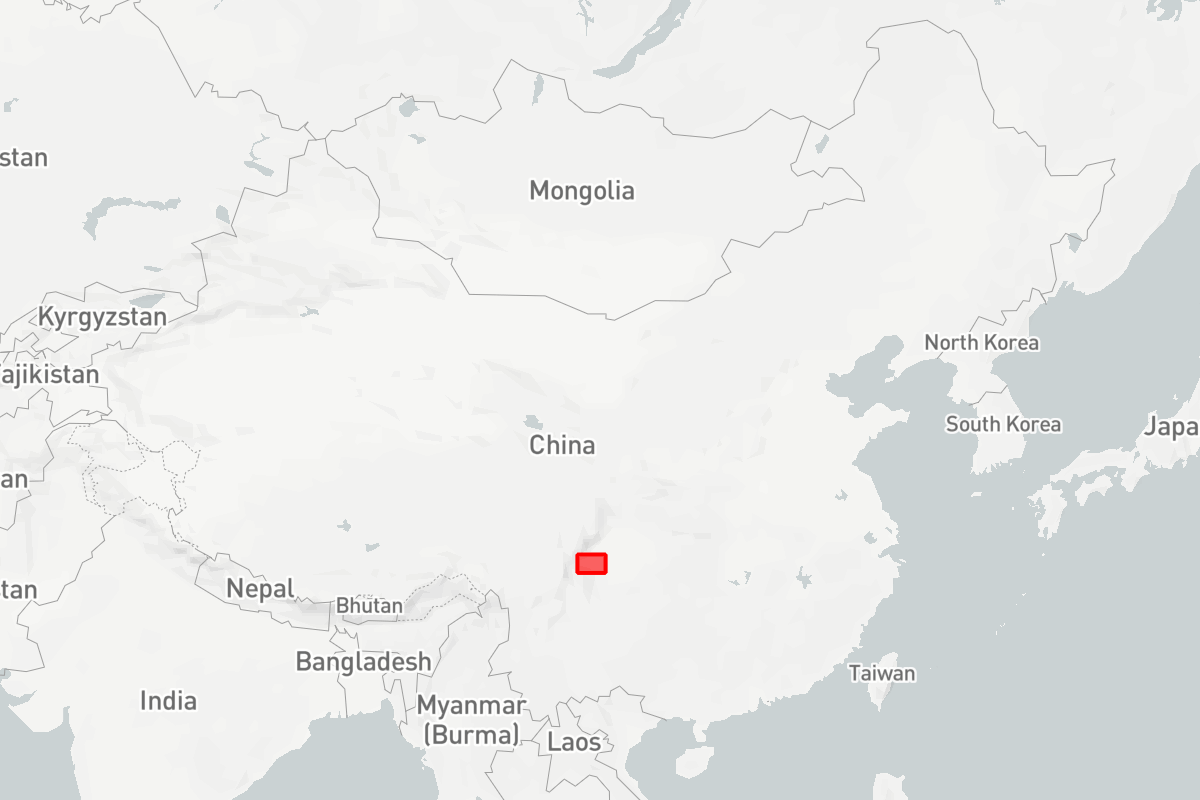 stan
Mongolia
Kyrgyzstan
North Korea
ajikistan
South Korea
Japa
China
an
stan
Nepal
Bhutan
Bangladesh
Taiwan
India
Myanmar
(Burma)
Laos